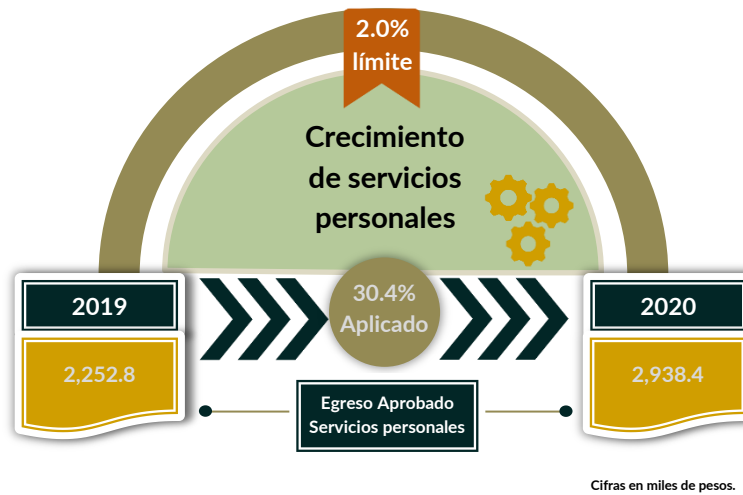 2.0%
límite
Crecimiento
de servicios
personales
2019
30.4%
Aplicado
2020
2,252.8
2,938.4
Egreso Aprobado
Servicios personales
Cifras en miles de pesos.